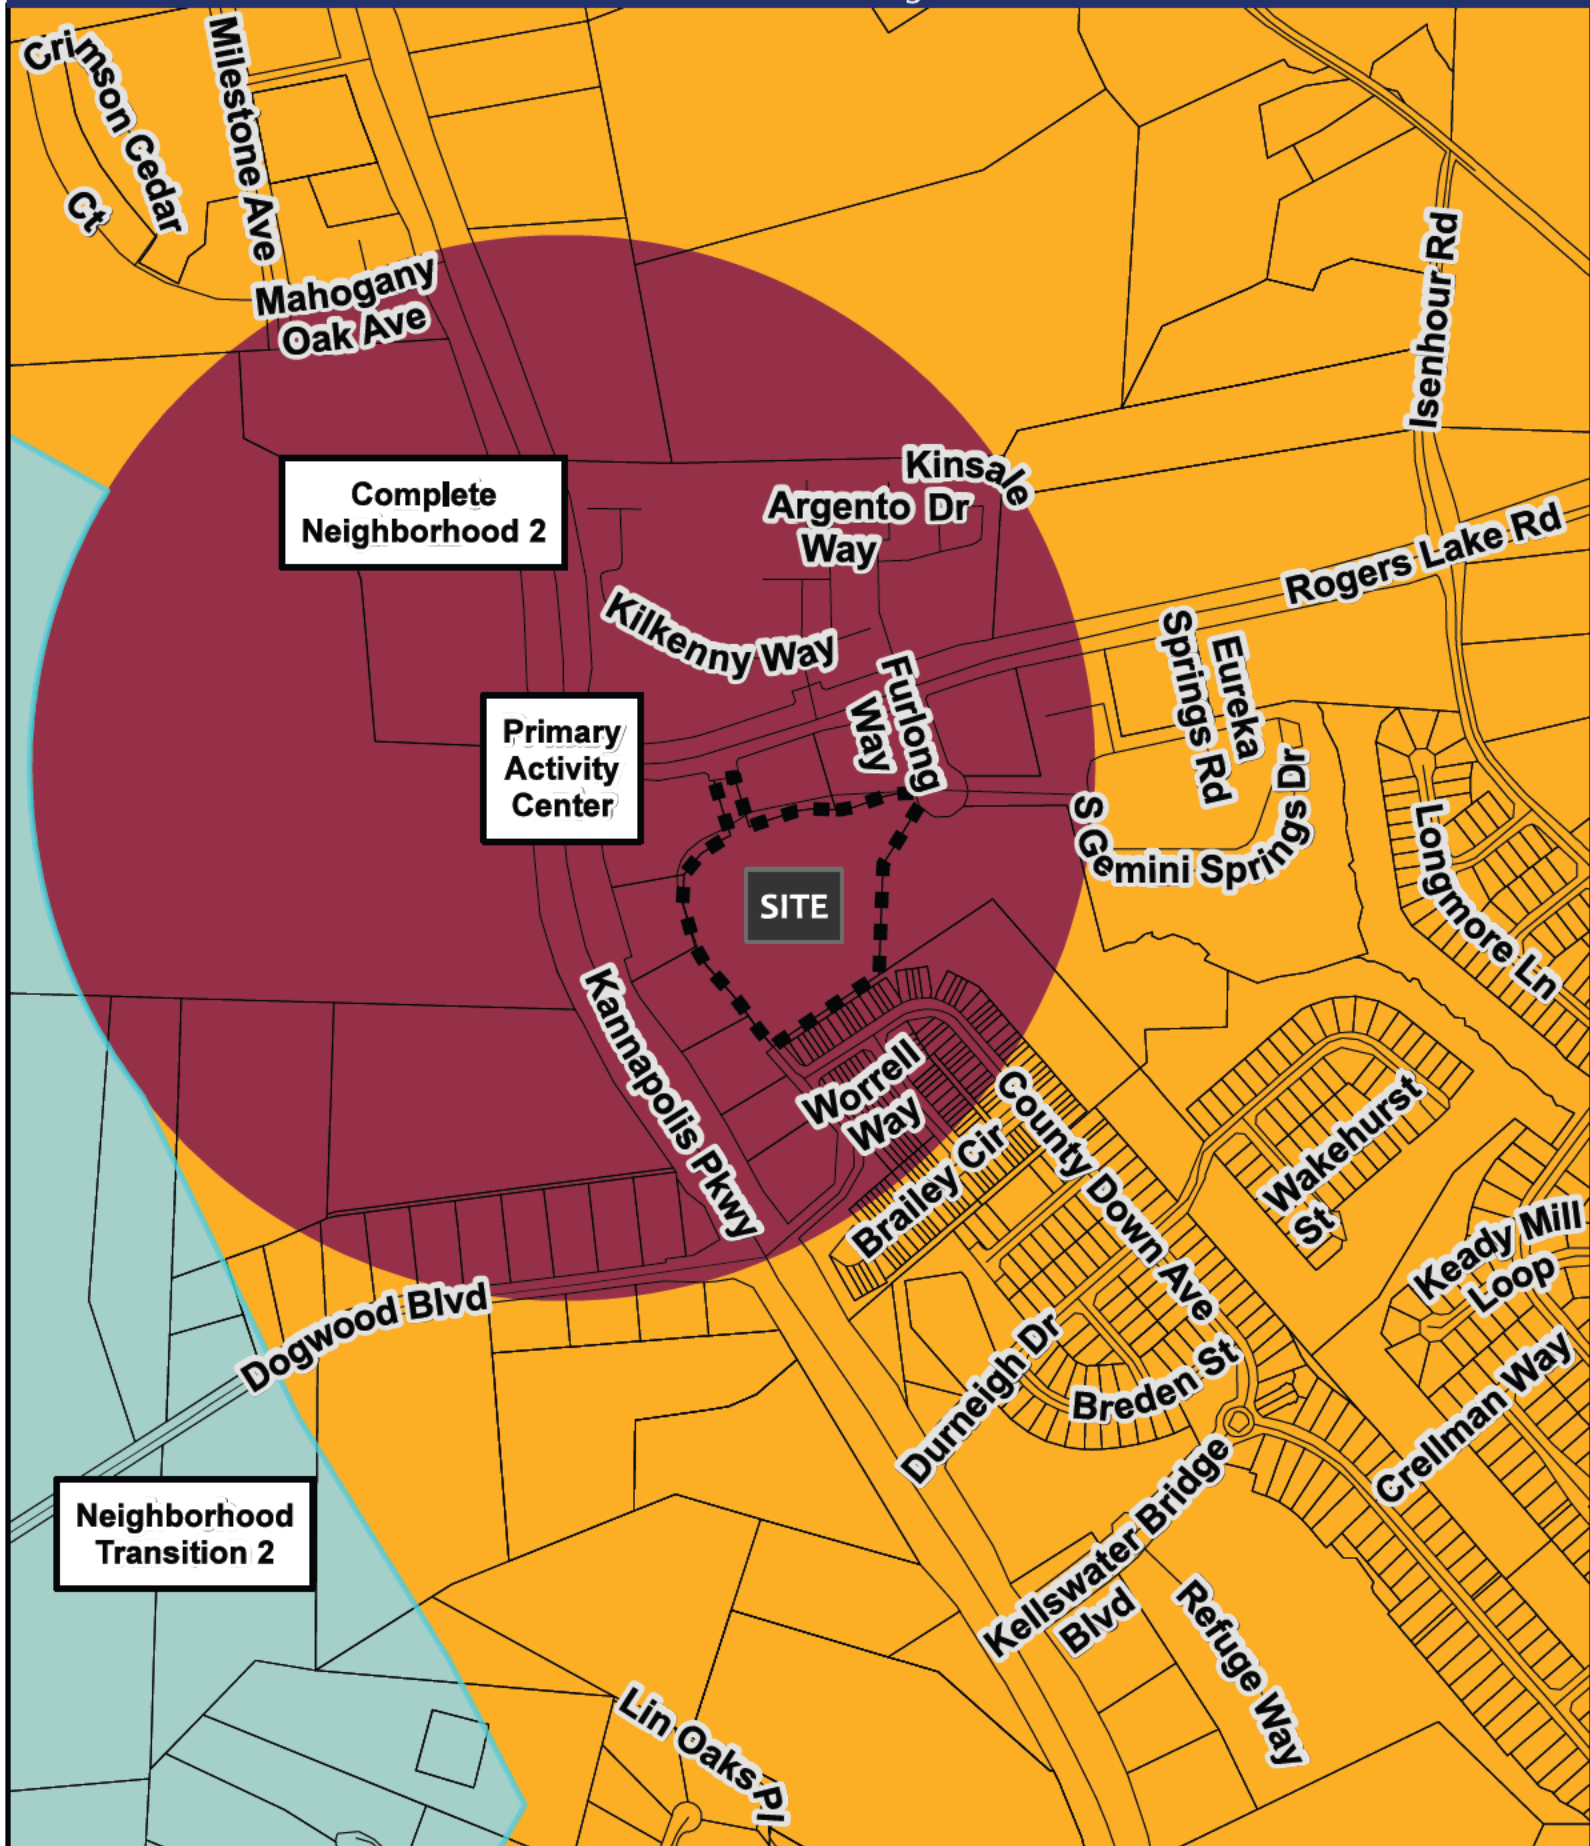 Crimson Cedar
Ct
Milestone Ave
Mahogany
Oak Ave
Isenhour Rd
Complete
Neighborhood 2
Kinsale
Dr
Argento
Way
Rogers Lake Rd
Kilkenny Way
Furlong
Way
S
Springs Rd
Eureka
Primary
Activity
Center
S Gemini Springs Dr
Longmore Ln
SITE
Kannapolis Pkwy
Worrell
Way
County Down Ave
Brailey Cir
Wakehurst
St
Keady Mill
Loop
Dogwood Blvd
Durneigh Dr
Breden St
Crellman Way
Neighborhood
Transition 2
Kellswater Bridge
Blvd
Refuge Way
Lin Oaks Pl